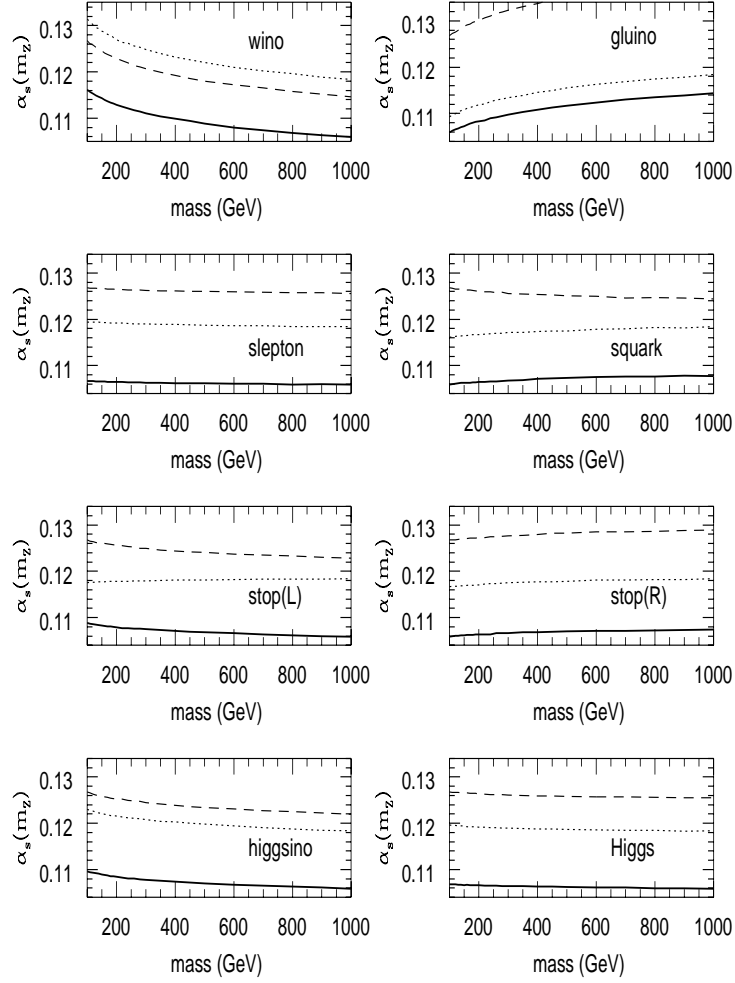 0.13
0.12
0.11
α_s(m_Z)
wino
200 400 600 800 1000
mass (GeV)
0.13
0.12
0.11
α_s(m_Z)
gluino
200 400 600 800 1000
mass (GeV)
0.13
0.12
0.11
α_s(m_Z)
slepton
200 400 600 800 1000
mass (GeV)
0.13
0.12
0.11
α_s(m_Z)
squark
200 400 600 800 1000
mass (GeV)
0.13
0.12
0.11
α_s(m_Z)
stop(L)
200 400 600 800 1000
mass (GeV)
0.13
0.12
0.11
α_s(m_Z)
stop(R)
200 400 600 800 1000
mass (GeV)
0.13
0.12
0.11
α_s(m_Z)
higgsino
200 400 600 800 1000
mass (GeV)
0.13
0.12
0.11
α_s(m_Z)
Higgs
200 400 600 800 1000
mass (GeV)